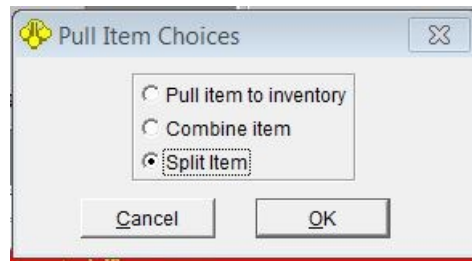 Pull Item Choices
Pull item to inventory
Combine item
Split Item
Cancel OK